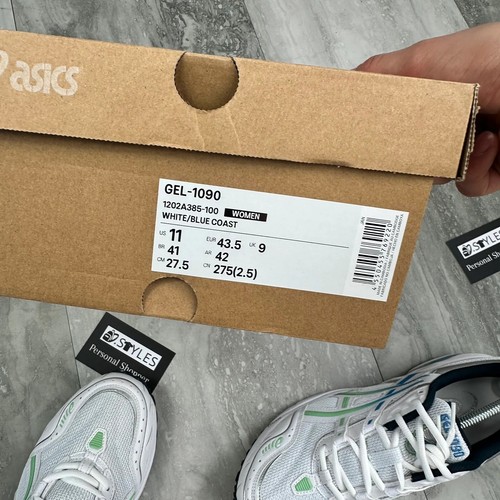 asics
GEL-1090
1202A385-100 WOMEN
WHITE/BLUE COAST
US 11 EUR 43.5 UK 9
BR 41 AR 42
CM 27.5 CN 275(2.5)
STYLES
Personal Shopper
STYLES
Personal Shopper